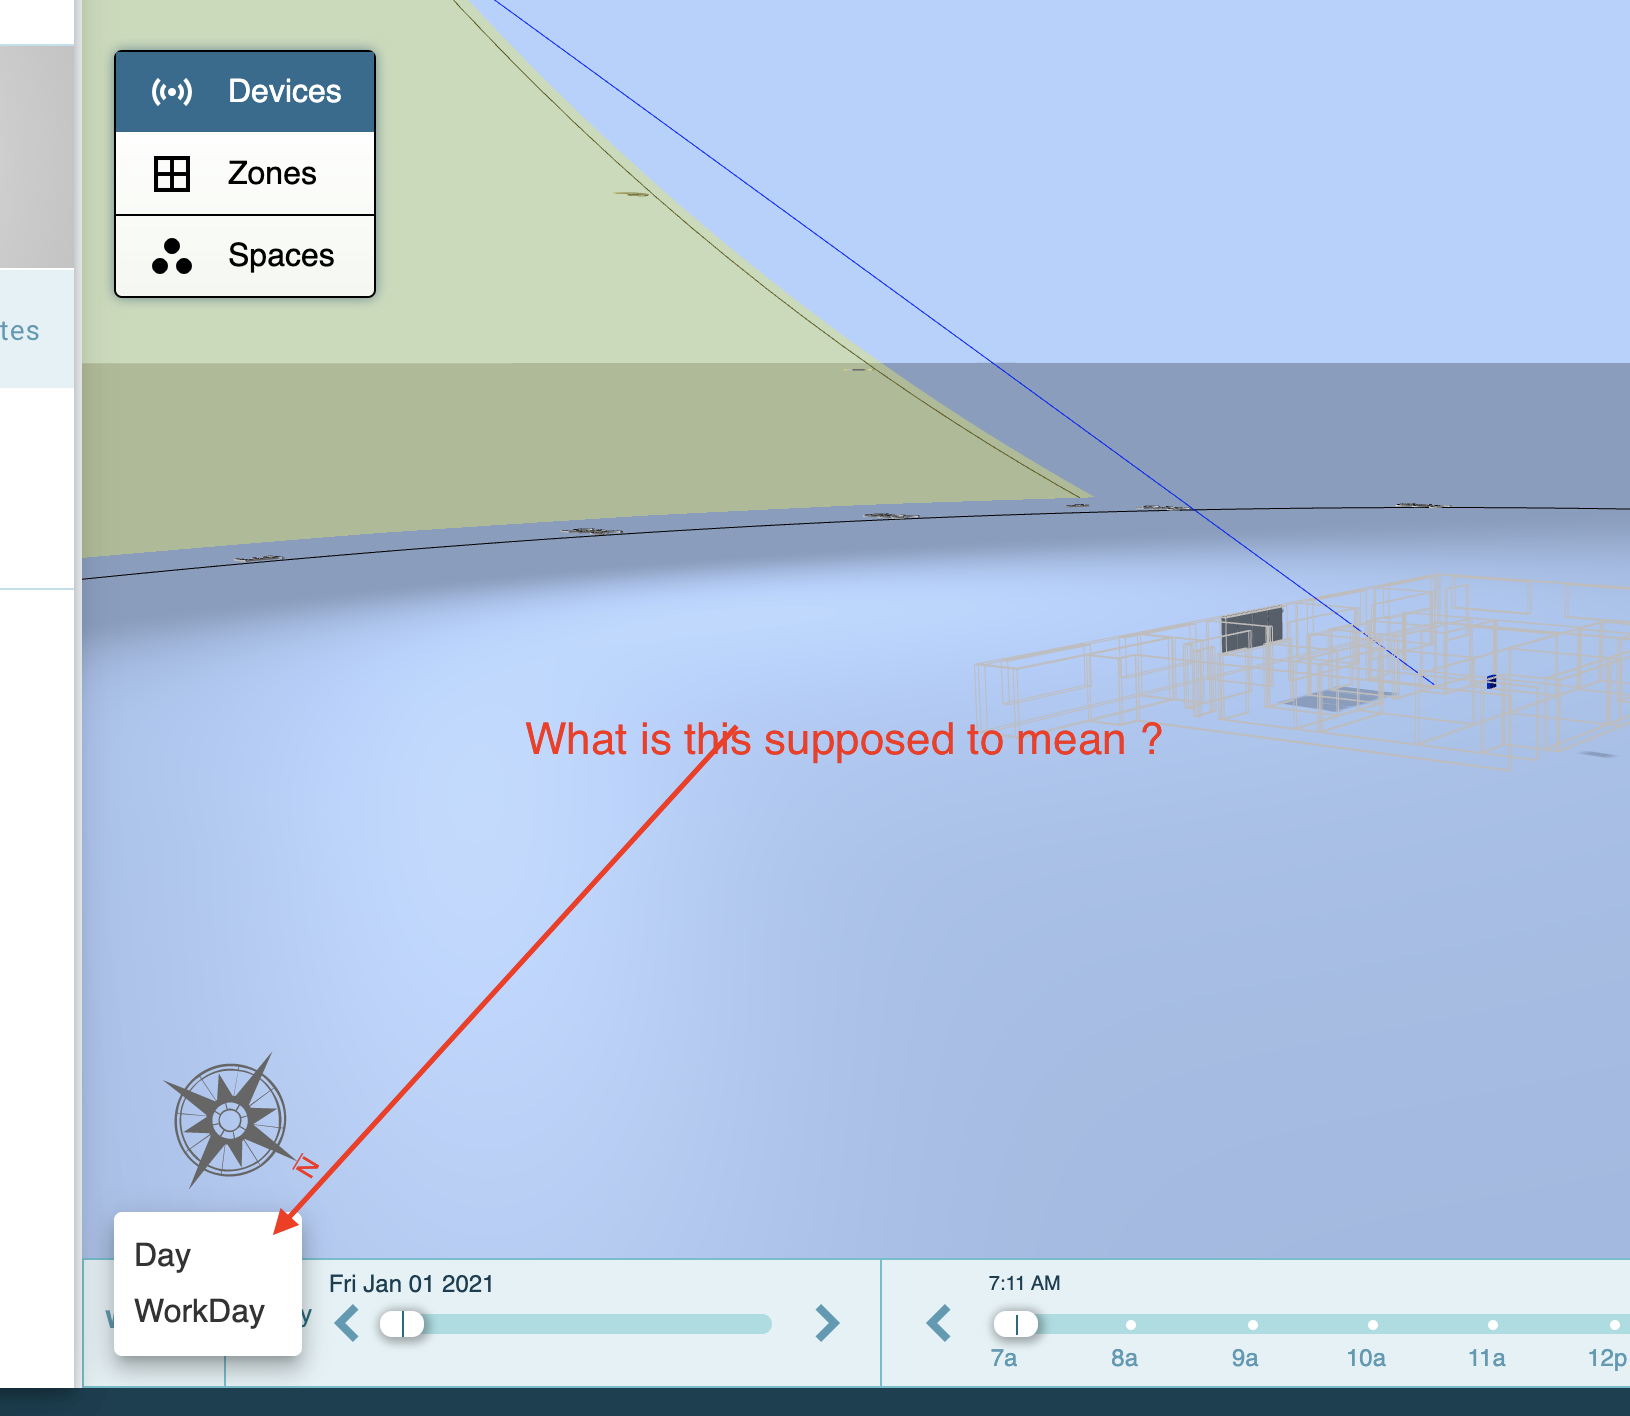 Devices
Zones
Spaces
tes
What is this supposed to mean ?
N
Day
WorkDay
y
Fri Jan 01 2021
7:11 AM
7a 8a 9a 10a 11a 12p